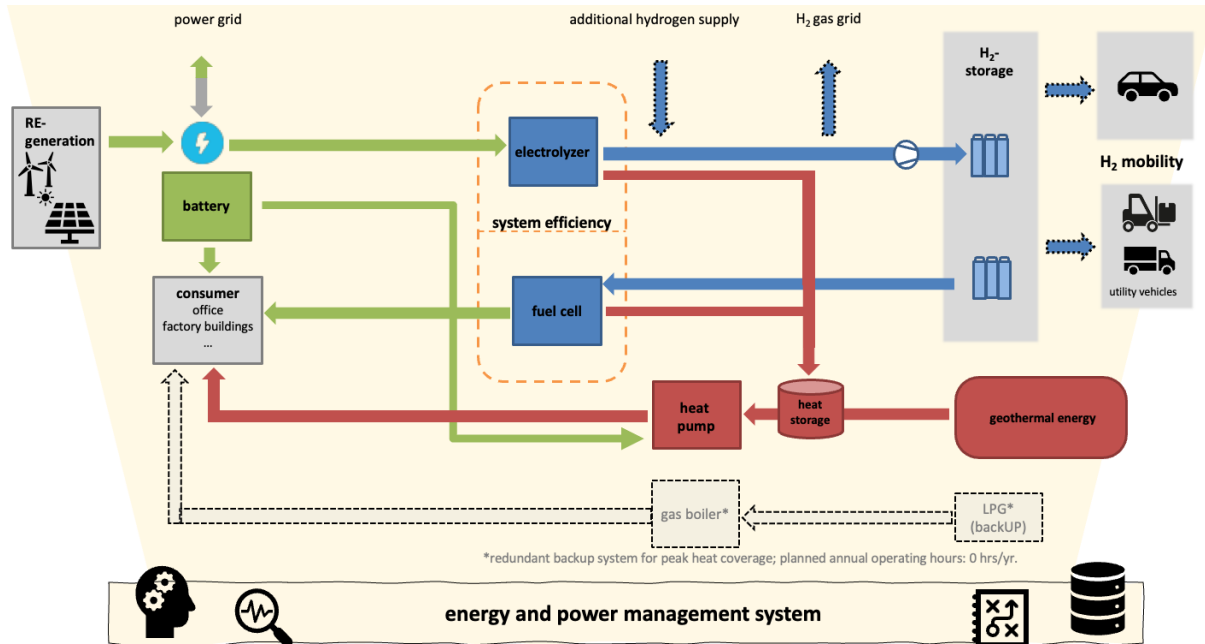 power grid
additional hydrogen supply
H₂ gas grid
H₂-
storage
RE-
generation
electrolyzer
H₂ mobility
battery
system efficiency
consumer
office
factory buildings
...
fuel cell
utility vehicles
heat
pump
heat
storage
geothermal energy
gas boiler*
LPG*
(backUP)
*redundant backup system for peak heat coverage; planned annual operating hours: 0 hrs/yr.
energy and power management system